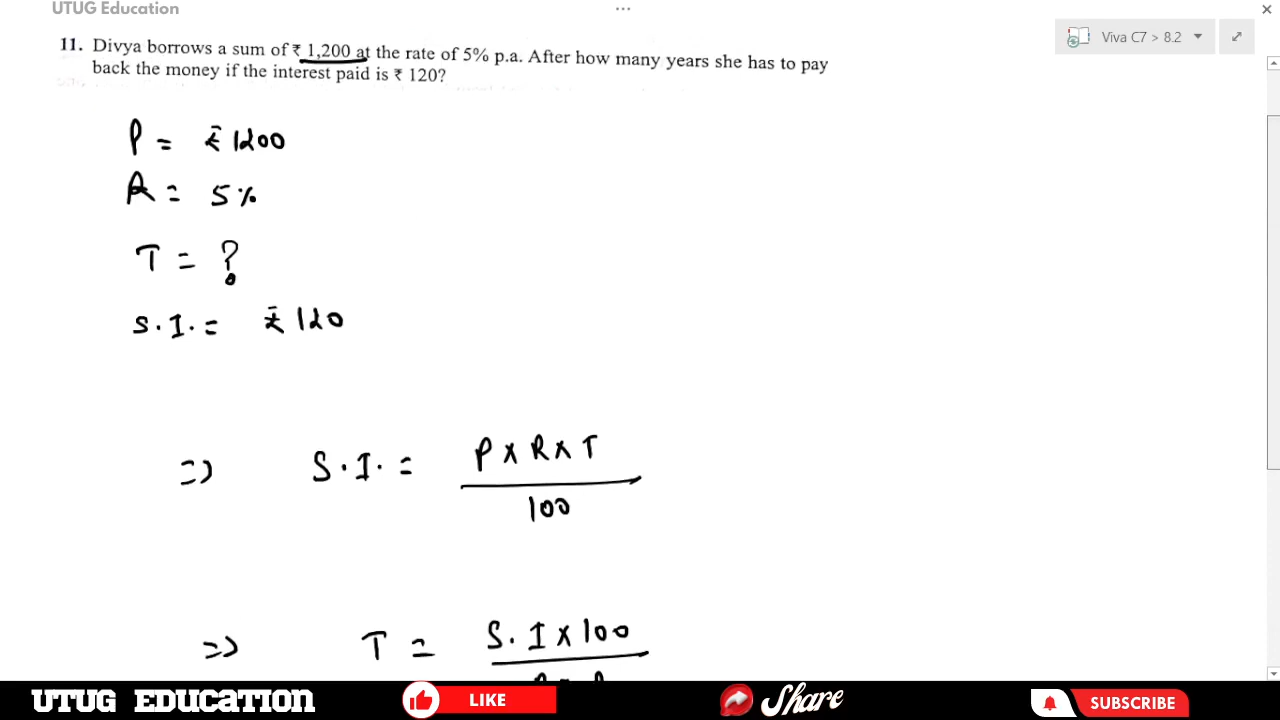 UTUG Education
...
Viva C7 > 8.2
11. Divya borrows a sum of ₹ 1,200 at the rate of 5% p.a. After how many years she has to pay
back the money if the interest paid is ₹ 120?
P = ₹ 1200
R = 5%
T = ?
S.I. = ₹ 120
=> S.I. = P x R x T
100
=> T = S.I x 100
UTUG EDUCATION
LIKE
Share
SUBSCRIBE